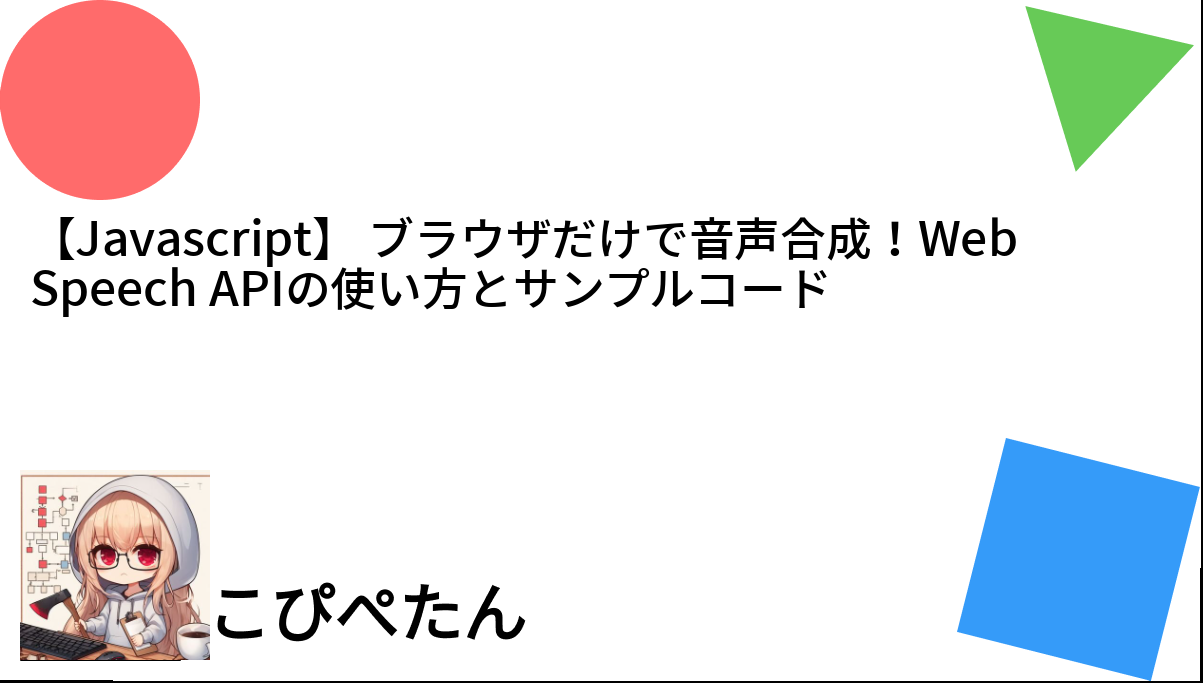 【Javascript】 ブラウザだけで音声合成！Web
Speech APIの使い方とサンプルコード
こぴぺたん